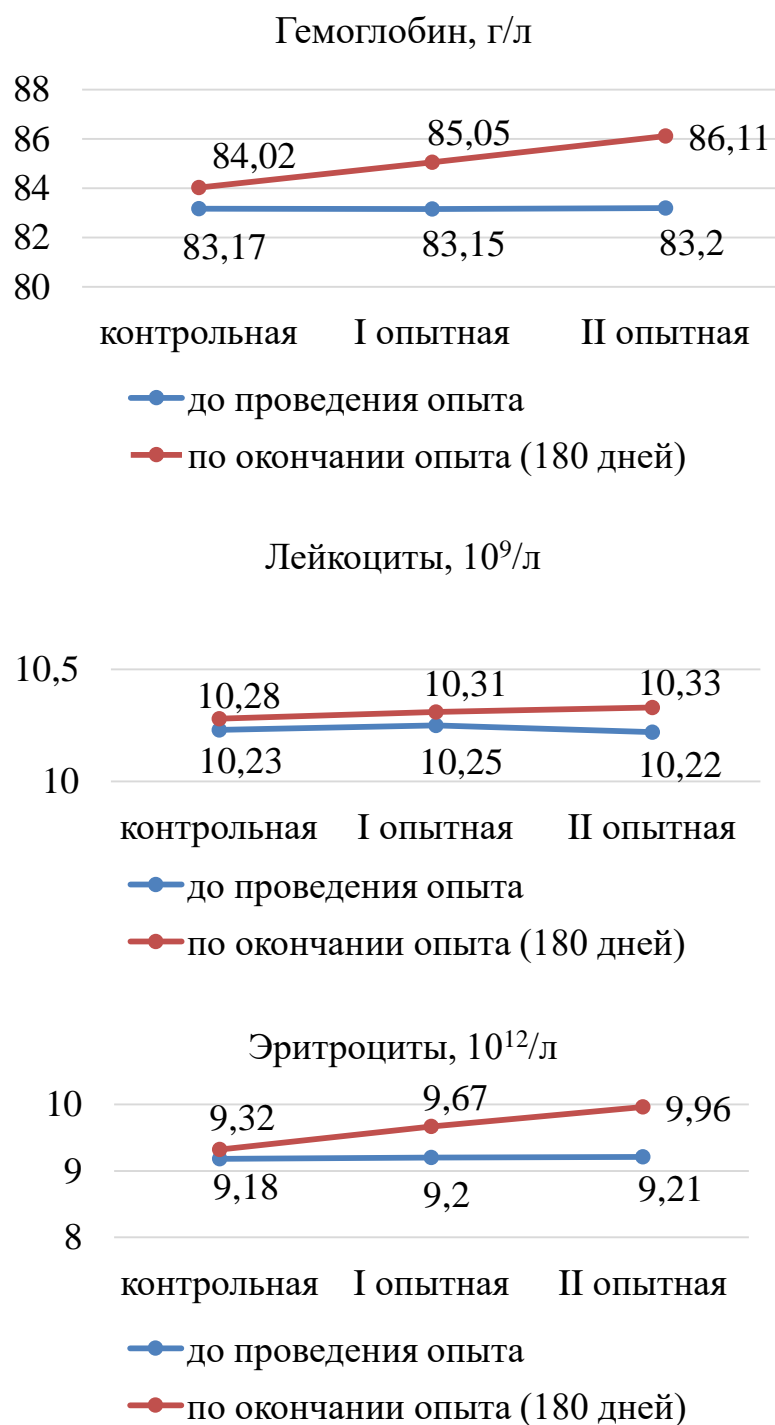 Гемоглобин, г/л
88
86
84
82
80
84,02
85,05
86,11
83,17
83,15
83,2
контрольная I опытная II опытная
до проведения опыта
по окончании опыта (180 дней)
Лейкоциты, 10⁹/л
10,5
10
10,28
10,31
10,33
10,23
10,25
10,22
контрольная I опытная II опытная
до проведения опыта
по окончании опыта (180 дней)
Эритроциты, 10¹²/л
10
9
8
9,32
9,67
9,96
9,18
9,2
9,21
контрольная I опытная II опытная
до проведения опыта
по окончании опыта (180 дней)